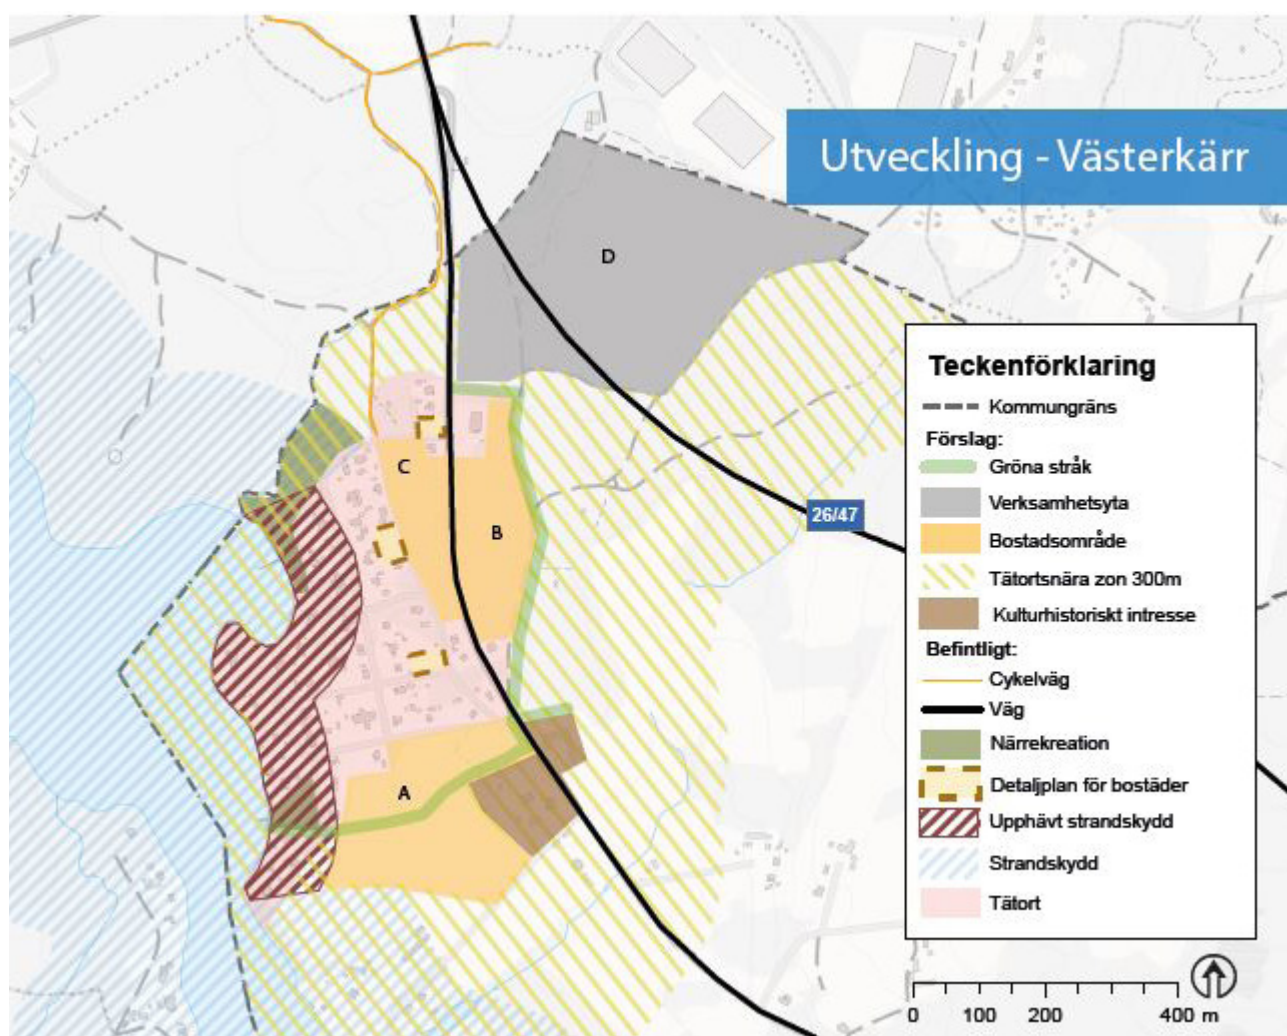 Utveckling - Västerkärr
D
C
B
26/47
A
Teckenförklaring
Kommungräns
Förslag:
Gröna stråk
Verksamhetsyta
Bostadsområde
Tätortsnära zon 300m
Kulturhistoriskt intresse
Befintligt:
Cykelväg
Väg
Närrekreation
Detaljplan för bostäder
Upphävt strandskydd
Strandskydd
Tätort
0 100 200 400 m